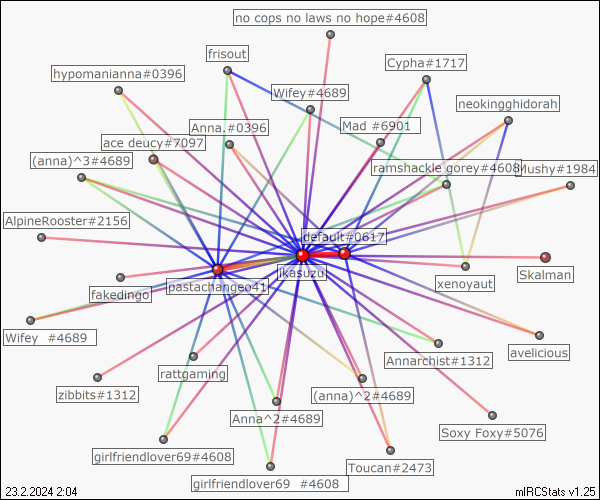 no cops no laws no hope#4608
frisout
Cypha#1717
hypomanianna#0396
Wifey#4689
neokingghidorah
Anna.#0396
Mad #6901
ace deucy#7097
(anna)^3#4689
ramshackle gorey#4608
Mushy#1984
AlpineRooster#2156
default#0617
ikasuzu
Skalman
fakedingo
pastachangeo41
xenoyaut
Wifey  #4689
Annarchist#1312
avelicious
rattgaming
zibbits#1312
(anna)^2#4689
Anna^2#4689
Soxy Foxy#5076
girlfriendlover69#4608
Toucan#2473
girlfriendlover69  #4608
23.2.2024 2:04
mIRCStats v1.25